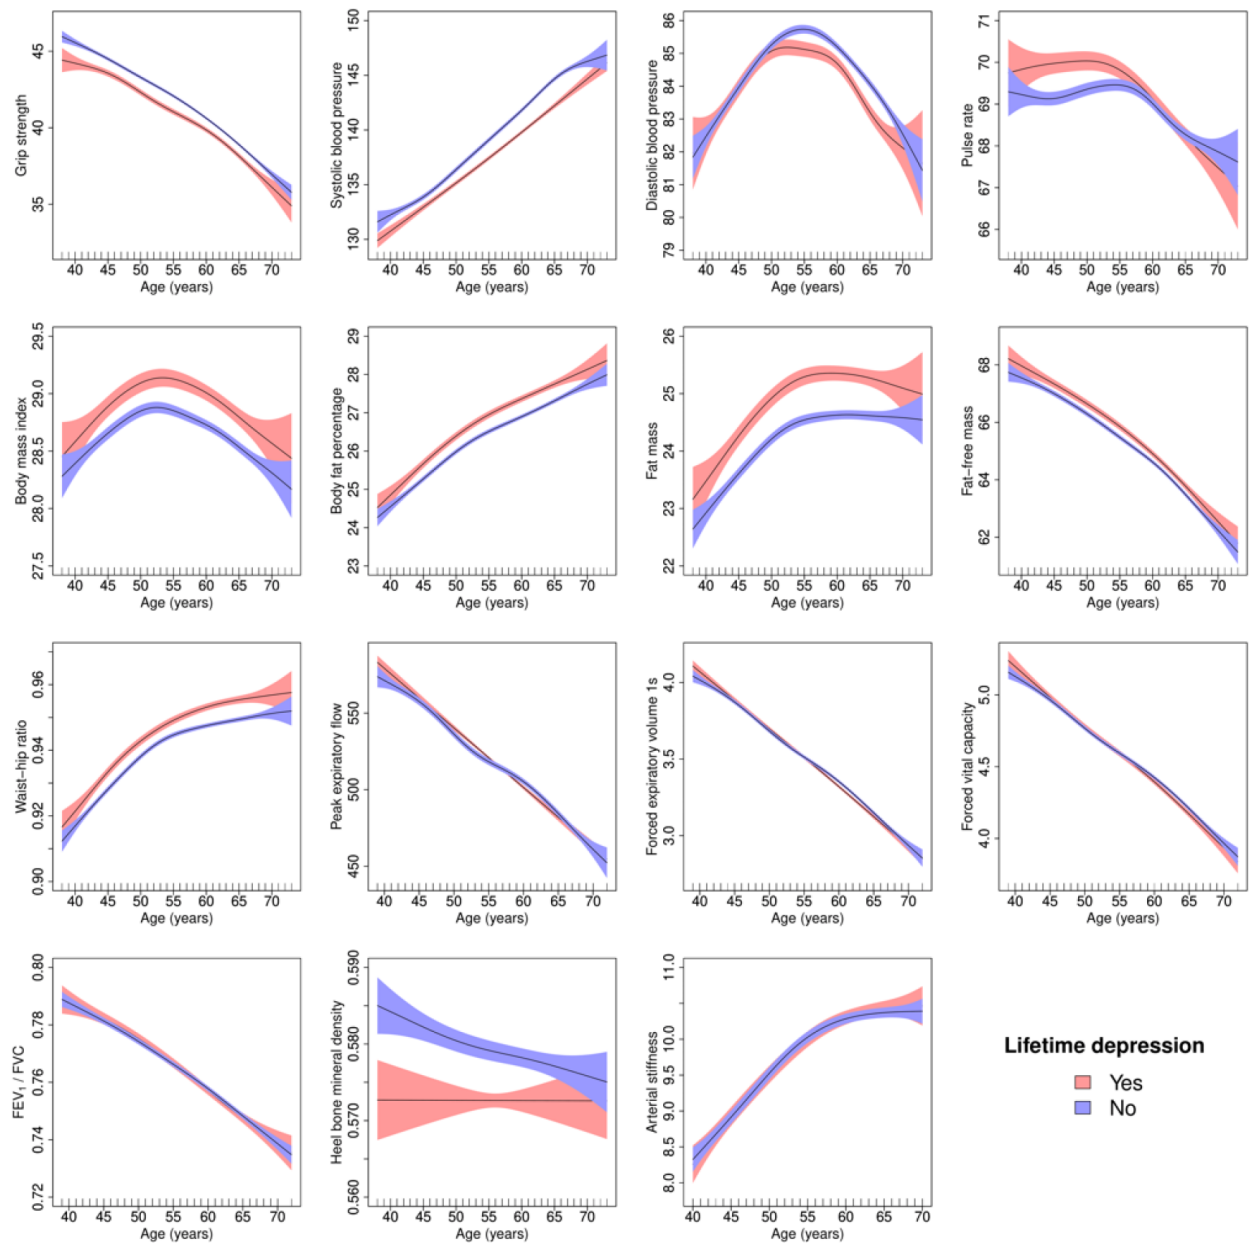 Grip strength
45
40
35
40 45 50 55 60 65 70
Age (years)
Systolic blood pressure
150
145
140
135
130
40 45 50 55 60 65 70
Age (years)
Diastolic blood pressure
86
85
84
83
82
81
80
79
40 45 50 55 60 65 70
Age (years)
Pulse rate
71
70
69
68
67
66
40 45 50 55 60 65 70
Age (years)
Body mass index
29.5
29.0
28.5
28.0
27.5
40 45 50 55 60 65 70
Age (years)
Body fat percentage
29
28
27
26
25
24
23
40 45 50 55 60 65 70
Age (years)
Fat mass
26
25
24
23
22
40 45 50 55 60 65 70
Age (years)
Fat−free mass
68
66
64
62
40 45 50 55 60 65 70
Age (years)
Waist−hip ratio
0.96
0.94
0.92
0.90
40 45 50 55 60 65 70
Age (years)
Peak expiratory flow
550
500
450
40 45 50 55 60 65 70
Age (years)
Forced expiratory volume 1s
4.0
3.5
3.0
40 45 50 55 60 65 70
Age (years)
Forced vital capacity
5.0
4.5
4.0
40 45 50 55 60 65 70
Age (years)
FEV₁ / FVC
0.80
0.78
0.76
0.74
0.72
40 45 50 55 60 65 70
Age (years)
Heel bone mineral density
0.590
0.580
0.570
0.560
40 45 50 55 60 65 70
Age (years)
Arterial stiffness
11.0
10.0
9.5
9.0
8.5
8.0
40 45 50 55 60 65 70
Age (years)
Lifetime depression
Yes
No